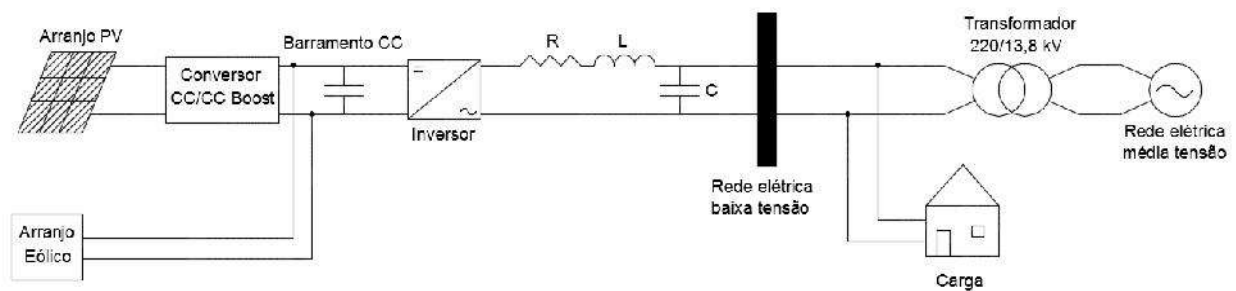 Arranjo PV
Conversor
CC/CC Boost
Barramento CC
Inversor
R
L
C
Rede elétrica
baixa tensão
Transformador
220/13,8 kV
Rede elétrica
média tensão
Arranjo
Eólico
Carga